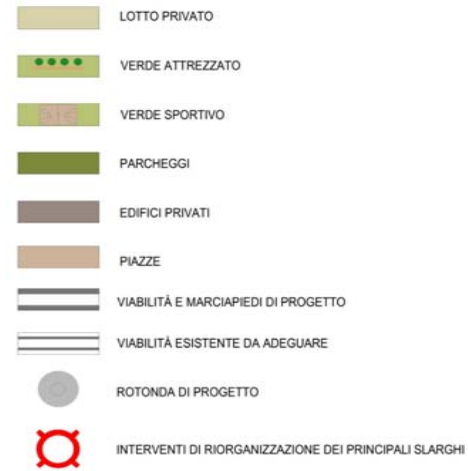 LOTTO PRIVATO
VERDE ATTREZZATO
VERDE SPORTIVO
PARCHEGGI
EDIFICI PRIVATI
PIAZZE
VIABILITÀ E MARCIAPIEDI DI PROGETTO
VIABILITÀ ESISTENTE DA ADEGUARE
ROTONDA DI PROGETTO
INTERVENTI DI RIORGANIZZAZIONE DEI PRINCIPALI SLARGHI